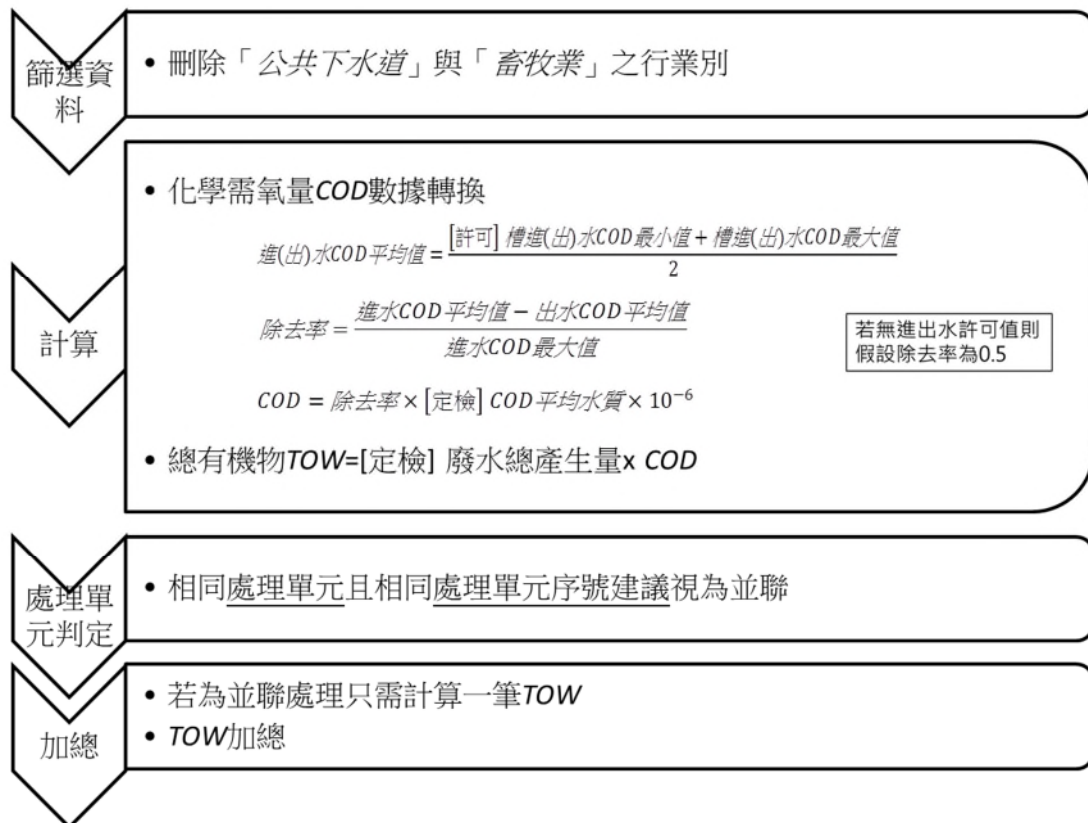 篩選資
料
• 刪除「公共下水道」與「畜牧業」之行業別
計算
• 化學需氧量COD數據轉換
進(出)水COD平均值 = \frac{[許可] 槽進(出)水COD最小值 + 槽進(出)水COD最大值}{2}
除去率 = \frac{進水COD平均值 − 出水COD平均值}{進水COD最大值}
若無進出水許可值則
假設除去率為0.5
COD = 除去率 × [定檢] COD平均水質 × 10⁻⁶
• 總有機物TOW=[定檢] 廢水總產生量x COD
處理單
元判定
• 相同處理單元且相同處理單元序號建議視為並聯
加總
• 若為並聯處理只需計算一筆TOW
• TOW加總